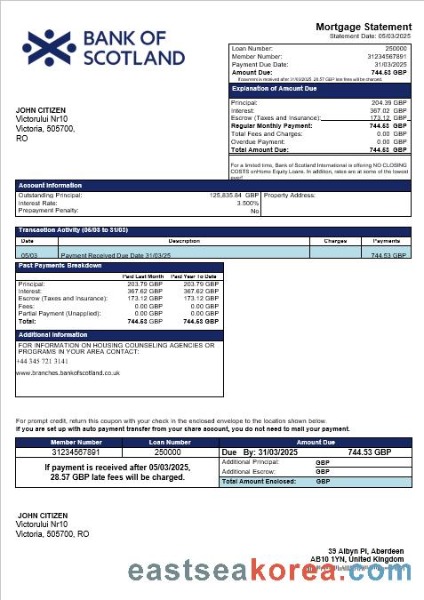 BANK OF
SCOTLAND
Mortgage Statement
Statement Date: 05/03/2025
Loan Number: 250000
Member Number: 31234567891
Payment Due Date: 31/03/2025
Amount Due: 744.53 GBP
If payment is received after 31/03/2025, 28.57 GBP late fees will be charged.
Explanation of Amount Due
Principal: 204.39 GBP
Interest: 367.02 GBP
Escrow (Taxes and Insurance): 173.12 GBP
Regular Monthly Payment: 744.53 GBP
Total Fees and Charges: 0.00 GBP
Overdue Payment: 0.00 GBP
Total Amount Due: 744.53 GBP
JOHN CITIZEN
Victorului Nr10
Victoria, 505700,
RO
For a limited time, Bank of Scotland International is offering NO CLOSING
COSTS onHome Equity Loans. In addition, rates are at some of the lowest
Account Information
Outstanding Principal: 125,835.64 GBP Property Address:
Interest Rate: 3.500%
Prepayment Penalty: No
Transaction Activity (06/03 to 31/03)
Date Description Charges Payments
05/03 Payment Received Due Date 31/03/25 744.53 GBP
Past Payments Breakdown
Paid Last Month Paid Year To Date
Principal: 203.79 GBP 203.79 GBP
Interest: 367.62 GBP 367.62 GBP
Escrow (Taxes and Insurance): 173.12 GBP 173.12 GBP
Fees: 0.00 GBP 0.00 GBP
Partial Payment (Unapplied): 0.00 GBP 0.00 GBP
Total: 744.53 GBP 744.53 GBP
Additional Information
FOR INFORMATION ON HOUSING COUNSELING AGENCIES OR
PROGRAMS IN YOUR AREA CONTACT:
+44 345 721 3141
www.branches.bankofscotland.co.uk
For prompt credit, return this coupon with your check in the enclosed envelope to the location shown below.
If you are set up with auto payment transfer from your share account, you do not need to mail your payment.
Member Number Loan Number Amount Due
31234567891 250000 Due By: 31/03/2025 744.53 GBP
If payment is received after 05/03/2025,
28.57 GBP late fees will be charged.
Additional Principal: GBP
Additional Escrow: GBP
Total Amount Enclosed: GBP
JOHN CITIZEN
Victorului Nr10
Victoria, 505700, RO
39 Albyn Pl, Aberdeen
AB10 1YN, United Kingdom
eastseakorea.com